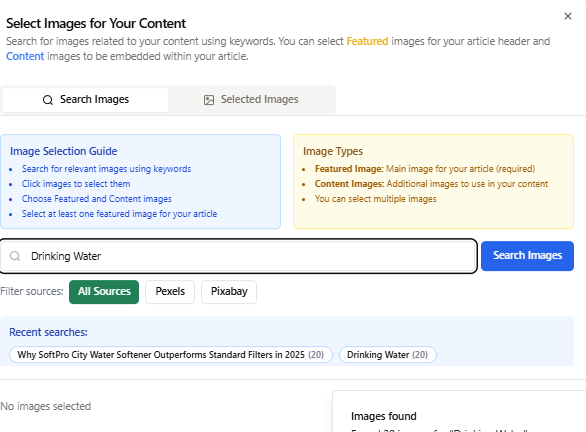 Select Images for Your Content
Search for images related to your content using keywords. You can select Featured images for your article header and
Content images to be embedded within your article.
Search Images
Selected Images
Image Selection Guide
Search for relevant images using keywords
Click images to select them
Choose Featured and Content images
Select at least one featured image for your article
Image Types
Featured Image: Main image for your article (required)
Content Images: Additional images to use in your content
You can select multiple images
Drinking Water
Search Images
Filter sources:
All Sources
Pexels
Pixabay
Recent searches:
Why SoftPro City Water Softener Outperforms Standard Filters in 2025 (20)
Drinking Water (20)
No images selected
Images found